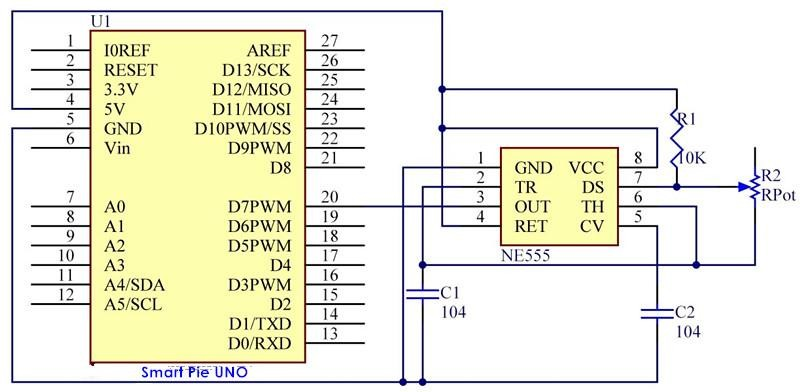 U1
1 I0REF AREF 27
2 RESET D13/SCK 26
3 3.3V D12/MISO 25
4 5V D11/MOSI 24
5 GND D10PWM/SS 23
6 Vin D9PWM 22
D8 21
7 A0 D7PWM 20
8 A1 D6PWM 19
9 A2 D5PWM 18
10 A3 D4 17
11 A4/SDA D3PWM 16
12 A5/SCL D2 15
D1/TXD 14
D0/RXD 13
Smart Pie UNO
1 GND VCC 8
2 TR DS 7
3 OUT TH 6
4 RET CV 5
NE555
R1
10K
R2
RPot
C1
104
C2
104